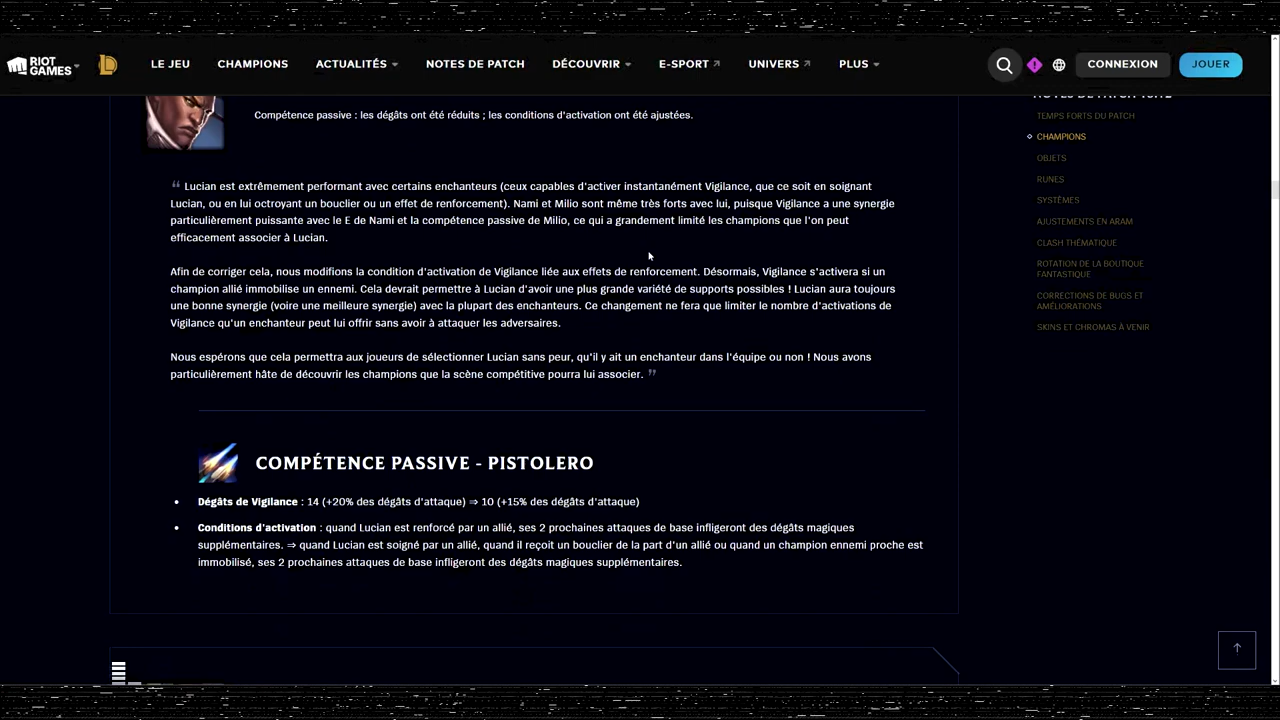 RIOT GAMES
LE JEU
CHAMPIONS
ACTUALITÉS
NOTES DE PATCH
DÉCOUVRIR
E-SPORT
UNIVERS
PLUS
CONNEXION
JOUER
Compétence passive : les dégâts ont été réduits ; les conditions d'activation ont été ajustées.
“ Lucian est extrêmement performant avec certains enchanteurs (ceux capables d'activer instantanément Vigilance, que ce soit en soignant
Lucian, ou en lui octroyant un bouclier ou un effet de renforcement). Nami et Milio sont même très forts avec lui, puisque Vigilance a une synergie
particulièrement puissante avec le E de Nami et la compétence passive de Milio, ce qui a grandement limité les champions que l'on peut
efficacement associer à Lucian.
Afin de corriger cela, nous modifions la condition d'activation de Vigilance liée aux effets de renforcement. Désormais, Vigilance s'activera si un
champion allié immobilise un ennemi. Cela devrait permettre à Lucian d'avoir une plus grande variété de supports possibles ! Lucian aura toujours
une bonne synergie (voire une meilleure synergie) avec la plupart des enchanteurs. Ce changement ne fera que limiter le nombre d'activations de
Vigilance qu'un enchanteur peut lui offrir sans avoir à attaquer les adversaires.
Nous espérons que cela permettra aux joueurs de sélectionner Lucian sans peur, qu'il y ait un enchanteur dans l'équipe ou non ! Nous avons
particulièrement hâte de découvrir les champions que la scène compétitive pourra lui associer. ”
COMPÉTENCE PASSIVE - PISTOLERO
• Dégâts de Vigilance : 14 (+20% des dégâts d'attaque) ⇒ 10 (+15% des dégâts d'attaque)
• Conditions d'activation : quand Lucian est renforcé par un allié, ses 2 prochaines attaques de base infligeront des dégâts magiques
supplémentaires. ⇒ quand Lucian est soigné par un allié, quand il reçoit un bouclier de la part d'un allié ou quand un champion ennemi proche est
immobilisé, ses 2 prochaines attaques de base infligeront des dégâts magiques supplémentaires.
NOTES DE PATCH
TEMPS FORTS DU PATCH
CHAMPIONS
OBJETS
RUNES
SYSTÈMES
AJUSTEMENTS EN ARAM
CLASH THÉMATIQUE
ROTATION DE LA BOUTIQUE
FANTASTIQUE
CORRECTIONS DE BUGS ET
AMÉLIORATIONS
SKINS ET CHROMAS À VENIR